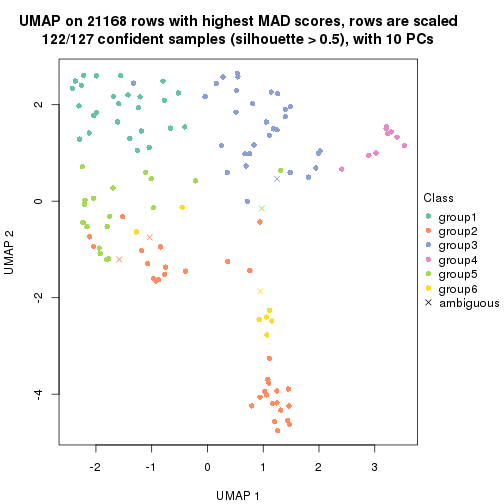 UMAP on 21168 rows with highest MAD scores, rows are scaled
122/127 confident samples (silhouette > 0.5), with 10 PCs
2
0
-2
-4
UMAP 2
-2
-1
0
1
2
3
UMAP 1
Class
group1
group2
group3
group4
group5
group6
ambiguous